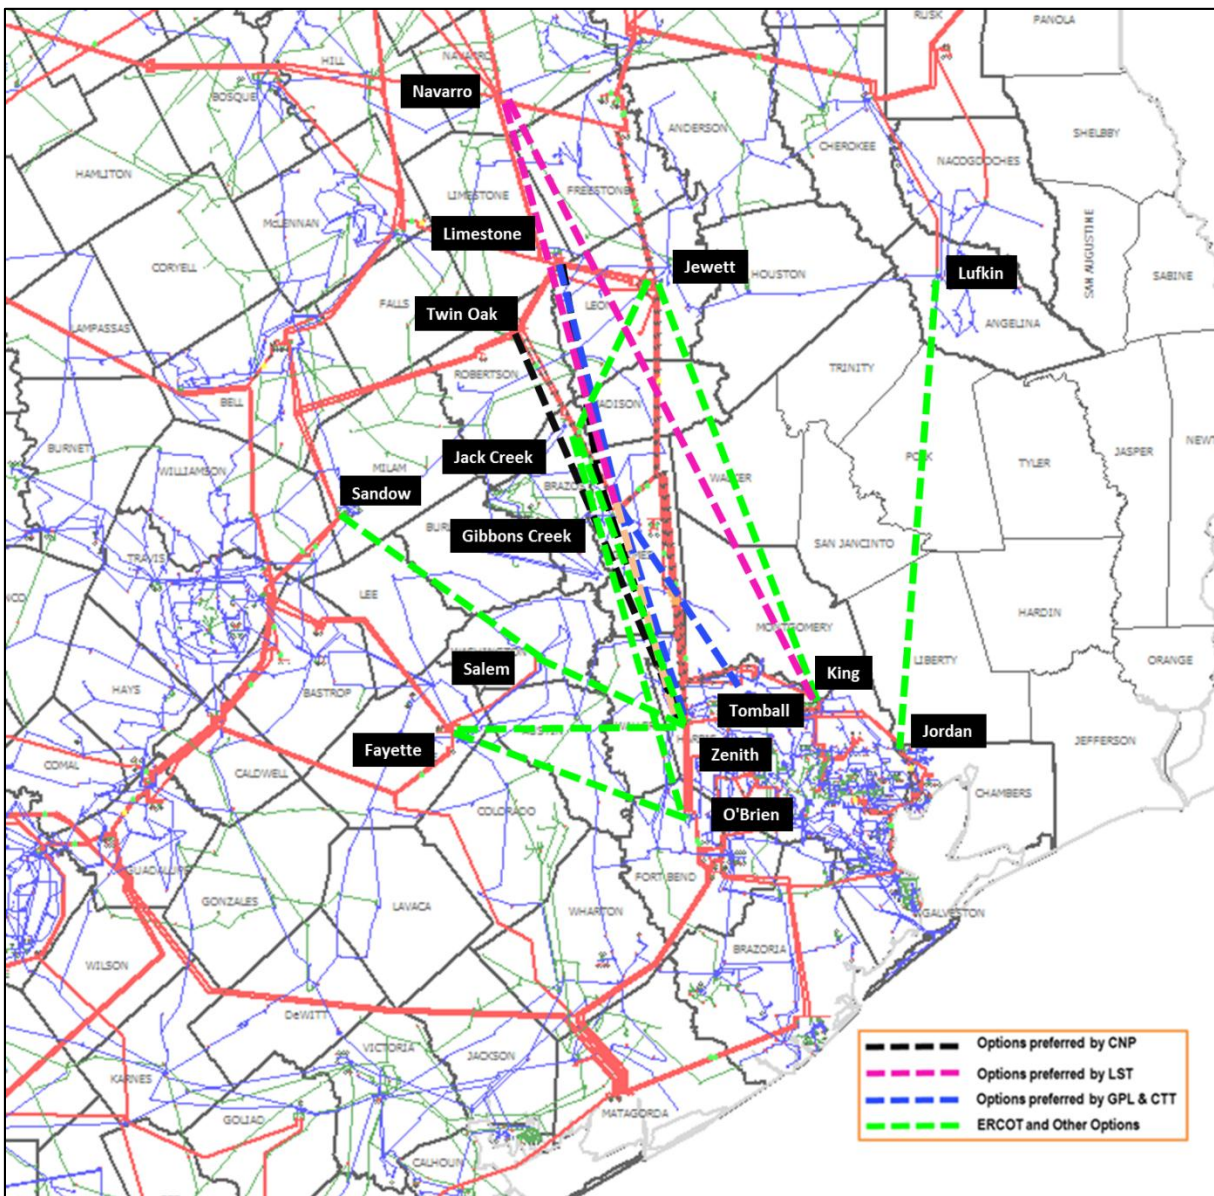 RUSK
PANOLA
HILL
NAVARRO
BOSQUE
Navarro
ANDERSON
SHELBY
CHEROKEE
NACOGDOCHES
HAMLITON
LIMESTONE
FREESTONE
McLENNAN
SAN AUGUSTINE
Limestone
CORYELL
Jewett
HOUSTON
Lufkin
SABINE
FALLS
LEON
Twin Oak
ANGELINA
LAMPASSAS
TRINITY
ROBERTSON
BELL
MADISON
BURNET
Jack Creek
POLK
TYLER
JASPER
NEWT
WILLIAMSON
MILAM
WALKER
Sandow
BRAZOS
Gibbons Creek
SAN JANCINTO
TRAVIS
LEE
HARDIN
MONTGOMERY
LIBERTY
ORANGE
Salem
King
HAYS
BASTROP
Tomball
Jordan
Fayette
JEFFERSON
COMAL
Zenith
CALDWELL
CHAMBERS
COLORADO
O'Brien
GUADALUPE
FORT BEND
GONZALES
LAVACA
WHARTON
GALVESTON
BRAZORIA
WILSON
DeWITT
VICTORIA
JACKSON
KARNES
MATAGORDA
GOLIAD
CALHOUN
Options preferred by CNP
Options preferred by LST
Options preferred by GPL & CTT
ERCOT and Other Options